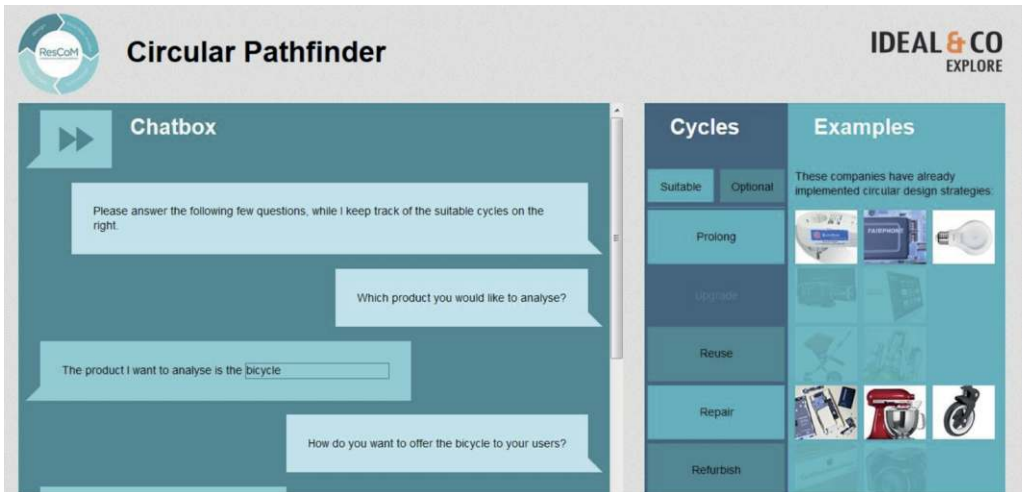 ResCoM
Circular Pathfinder
IDEAL & CO
EXPLORE
Chatbox
Please answer the following few questions, while I keep track of the suitable cycles on the
right.
Which product you would like to analyse?
The product I want to analyse is the bicycle
How do you want to offer the bicycle to your users?
Cycles
Suitable
Optional
Prolong
Upgrade
Reuse
Repair
Refurbish
Examples
These companies have already
implemented circular design strategies:
FAIRPHONE